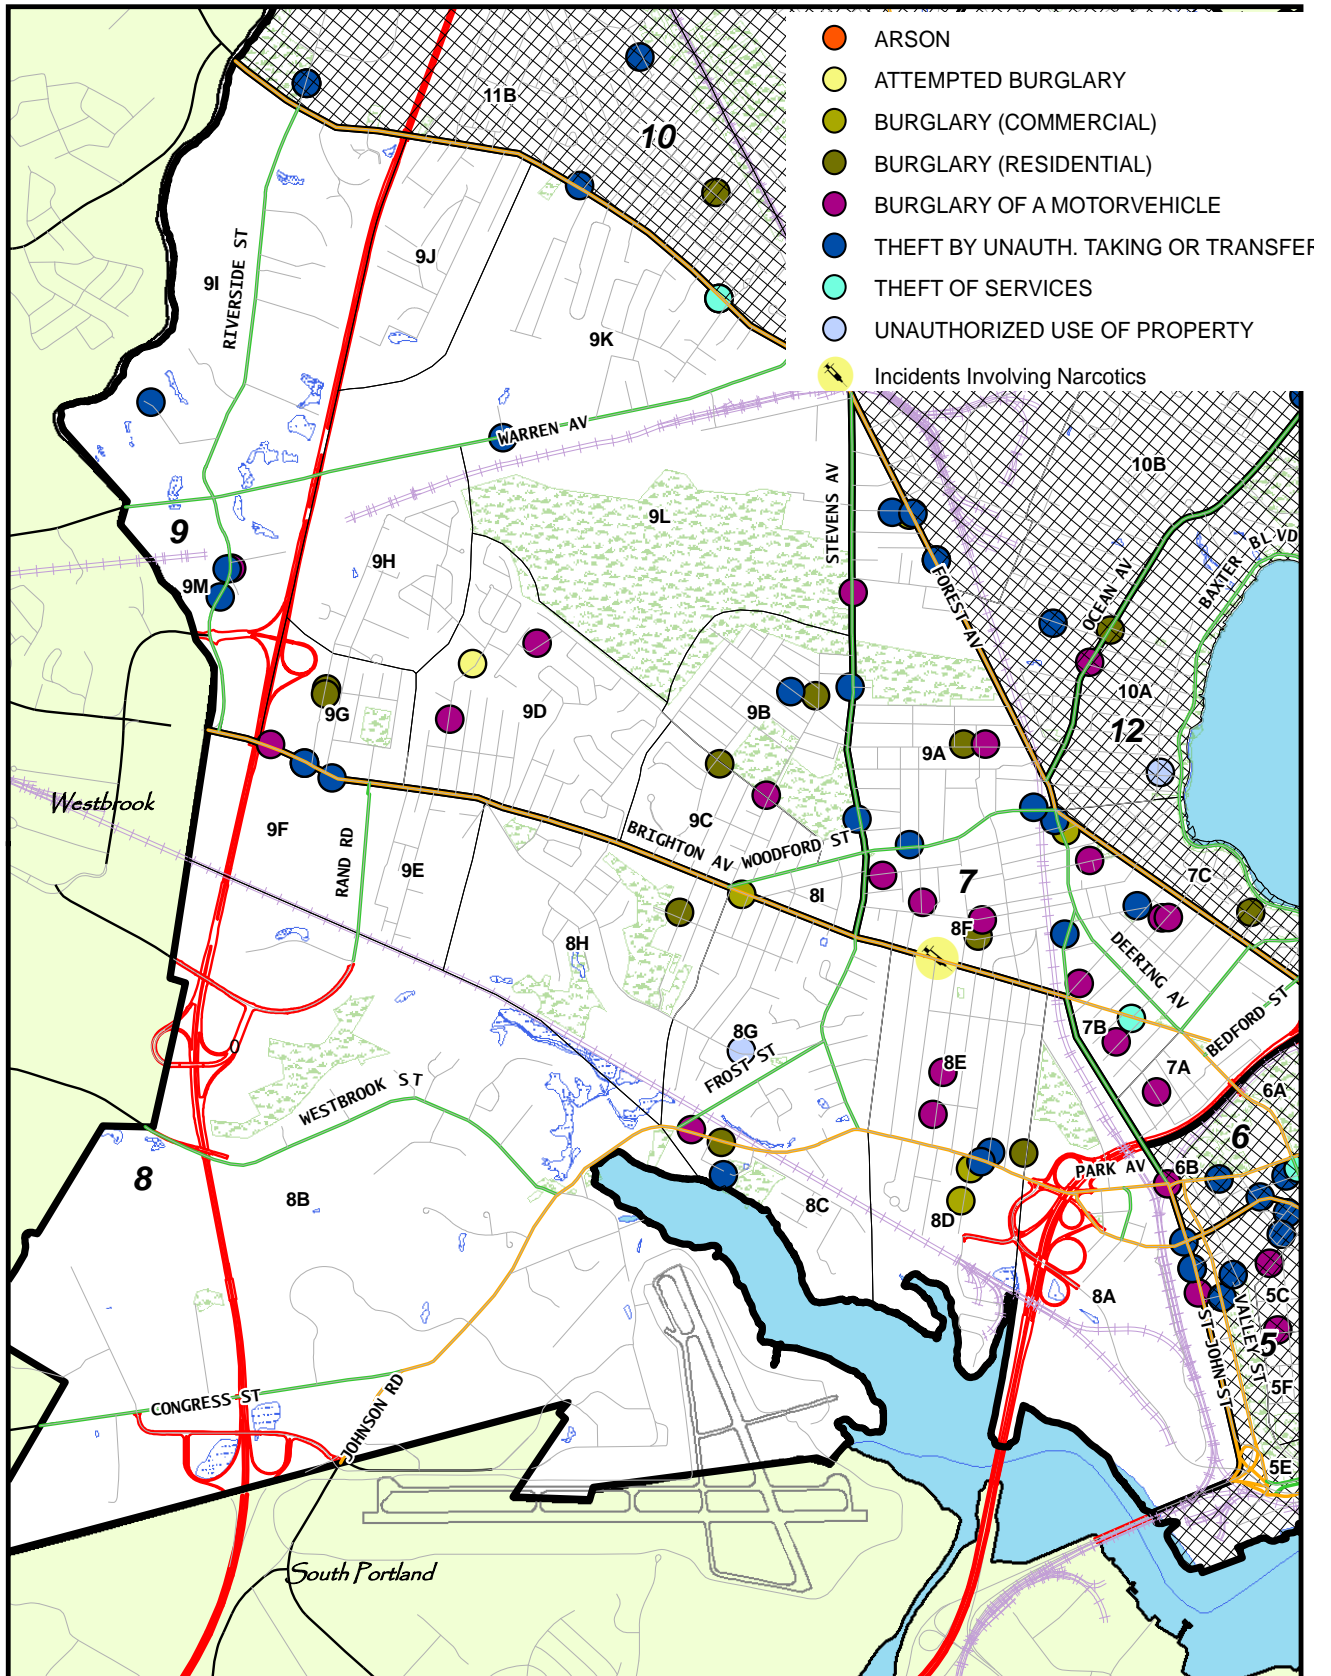 ARSON
ATTEMPTED BURGLARY
BURGLARY (COMMERCIAL)
BURGLARY (RESIDENTIAL)
BURGLARY OF A MOTORVEHICLE
THEFT BY UNAUTH. TAKING OR TRANSFER
THEFT OF SERVICES
UNAUTHORIZED USE OF PROPERTY
Incidents Involving Narcotics
11B
10
9J
9I
RIVERSIDE ST
9K
WARREN AV
10B
9L
STEVENS AV
9
9H
9M
FOREST AV
OCEAN AV
BAXTER BLVD
10A
12
9G
9D
9B
9A
Westbrook
9F
RAND RD
9E
9C
BRIGHTON AV
WOODFORD ST
8I
7
7C
8F
8H
DEERING AV
8G
FROST ST
7B
BEDFORD ST
8E
7A
6A
WESTBROOK ST
6
PARK AV
6B
8
8B
8C
8D
8A
5C
VALLEY ST
ST JOHN ST
5
5F
CONGRESS ST
JOHNSON RD
5E
South Portland